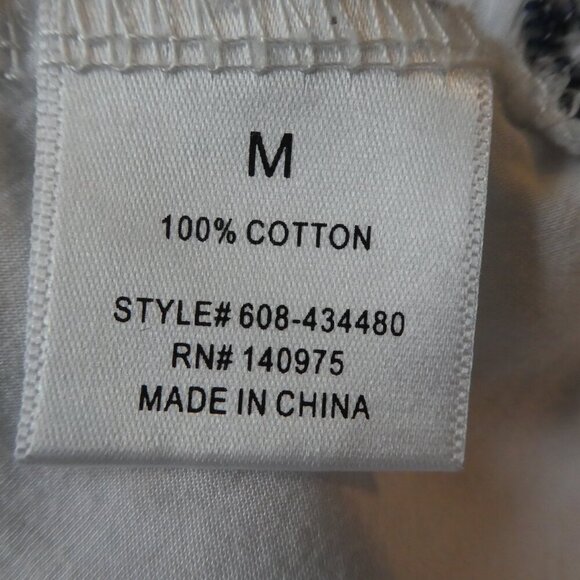 M
100% COTTON
STYLE# 608-434480
RN# 140975
MADE IN CHINA